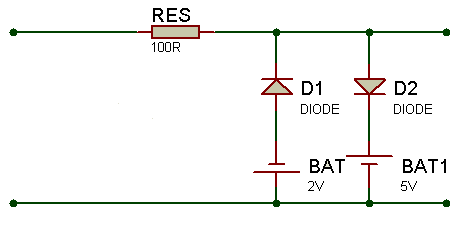 RES
100R
D1
DIODE
D2
DIODE
BAT
2V
BAT1
5V